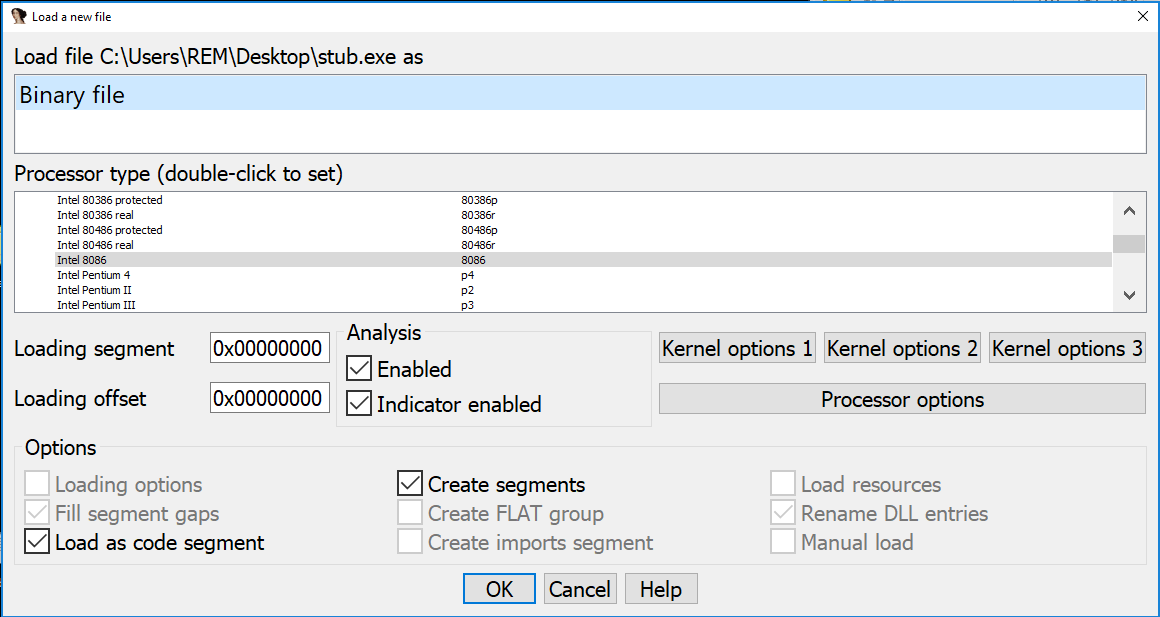 Load a new file
Load file C:\Users\REM\Desktop\stub.exe as
Binary file
Processor type (double-click to set)
Intel 80386 protected 80386p
Intel 80386 real 80386r
Intel 80486 protected 80486p
Intel 80486 real 80486r
Intel 8086 8086
Intel Pentium 4 p4
Intel Pentium II p2
Intel Pentium III p3
Loading segment 0x00000000
Loading offset 0x00000000
Analysis
Enabled
Indicator enabled
Kernel options 1 Kernel options 2 Kernel options 3
Processor options
Options
Loading options Create segments Load resources
Fill segment gaps Create FLAT group Rename DLL entries
Load as code segment Create imports segment Manual load
OK Cancel Help